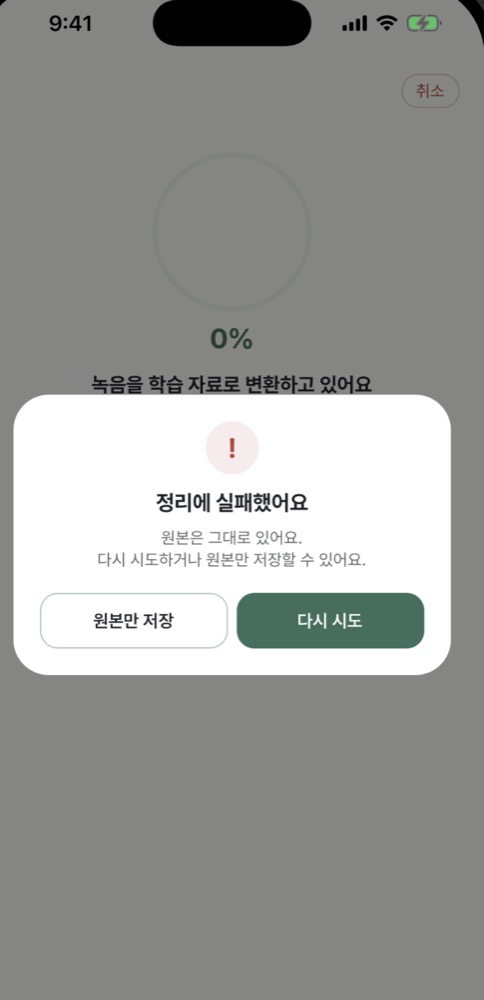 9:41
취소
0%
녹음을 학습 자료로 변환하고 있어요
!
정리에 실패했어요
원본은 그대로 있어요.
다시 시도하거나 원본만 저장할 수 있어요.
원본만 저장
다시 시도